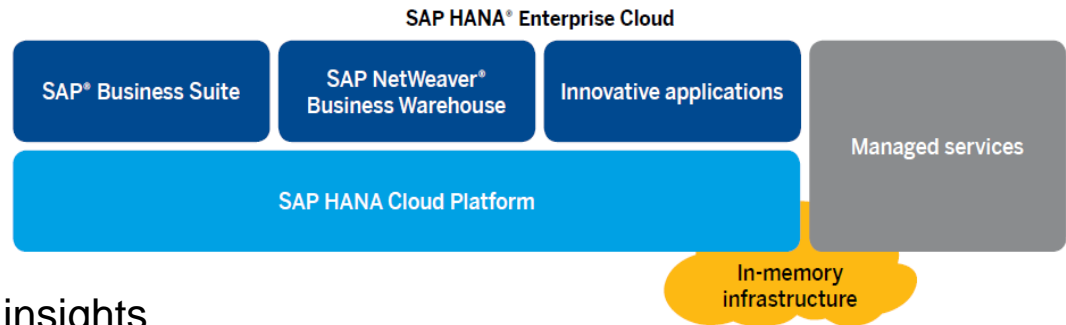 SAP HANA® Enterprise Cloud
SAP® Business Suite
SAP NetWeaver®
Business Warehouse
Innovative applications
Managed services
SAP HANA Cloud Platform
In-memory
infrastructure
insights